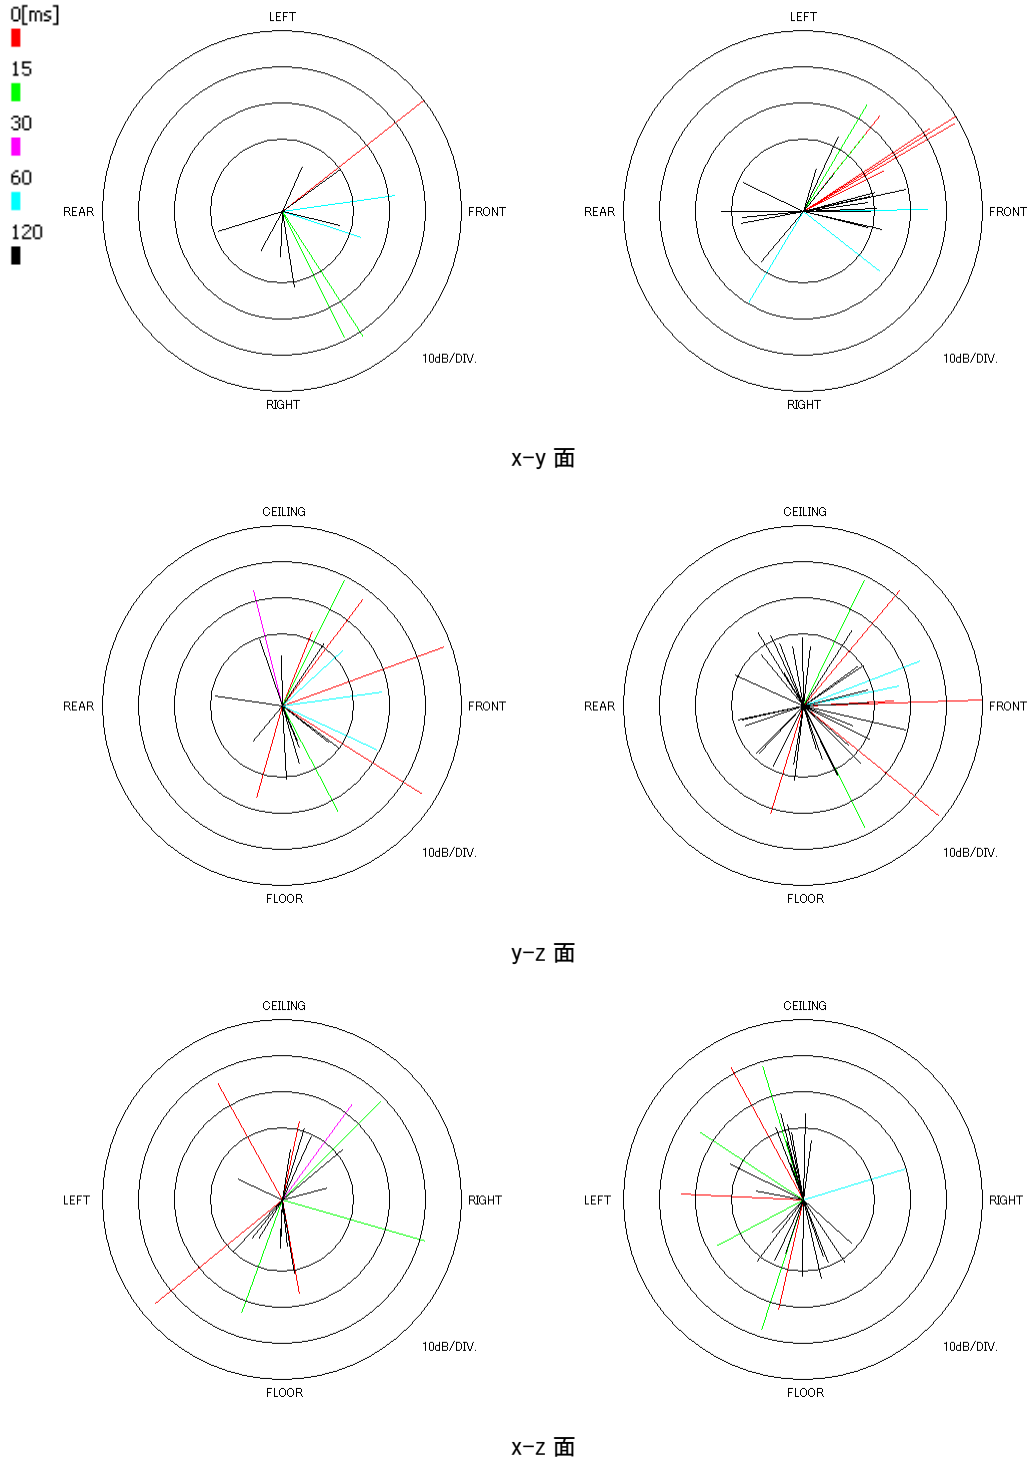 0[ms]
15
30
60
120
LEFT
REAR
FRONT
RIGHT
10dB/DIV.
LEFT
REAR
FRONT
RIGHT
10dB/DIV.
x-y 面
CEILING
REAR
FRONT
FLOOR
10dB/DIV.
CEILING
REAR
FRONT
FLOOR
10dB/DIV.
y-z 面
CEILING
LEFT
RIGHT
FLOOR
10dB/DIV.
CEILING
LEFT
RIGHT
FLOOR
10dB/DIV.
x-z 面